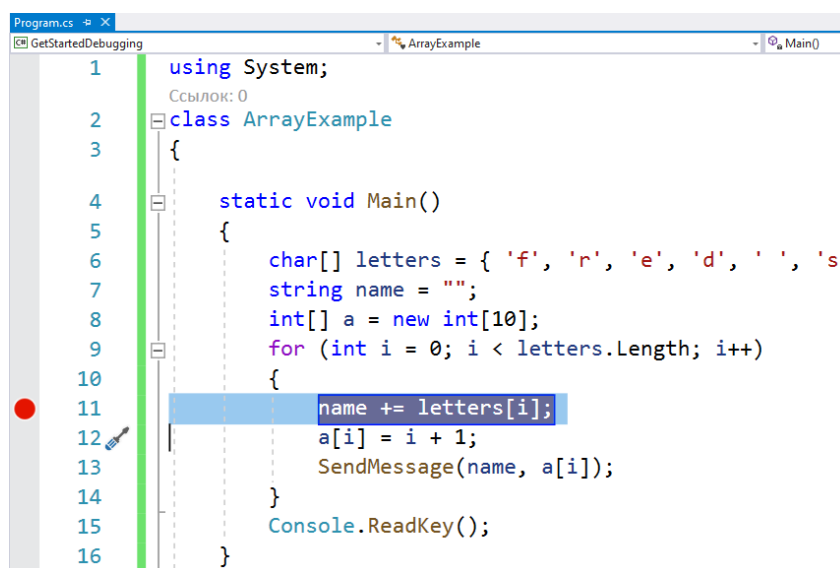 Program.cs
GetStartedDebugging ArrayExample Main()
1 using System;
Ссылок: 0
2 class ArrayExample
3 {
4 static void Main()
5 {
6 char[] letters = { 'f', 'r', 'e', 'd', ' ', 's
7 string name = "";
8 int[] a = new int[10];
9 for (int i = 0; i < letters.Length; i++)
10 {
11 name += letters[i];
12 a[i] = i + 1;
13 SendMessage(name, a[i]);
14 }
15 Console.ReadKey();
16 }